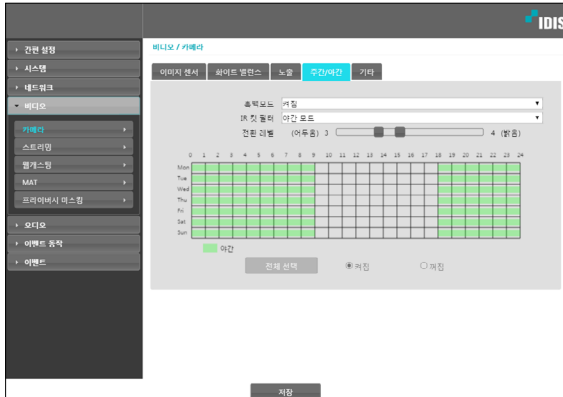 IDIS
간편 설정
시스템
네트워크
비디오
카메라
스트리밍
웹캐스팅
MAT
프라이버시 마스킹
오디오
이벤트 동작
이벤트
비디오 / 카메라
이미지 센서 화이트 밸런스 노출 주간/야간 기타
흑백모드 켜짐
IR 컷 필터 야간 모드
전환 레벨 (어두움) 3 4 (밝음)
0 1 2 3 4 5 6 7 8 9 10 11 12 13 14 15 16 17 18 19 20 21 22 23 24
Mon
Tue
Wed
Thu
Fri
Sat
Sun
야간
전체 선택 켜짐 꺼짐
저장